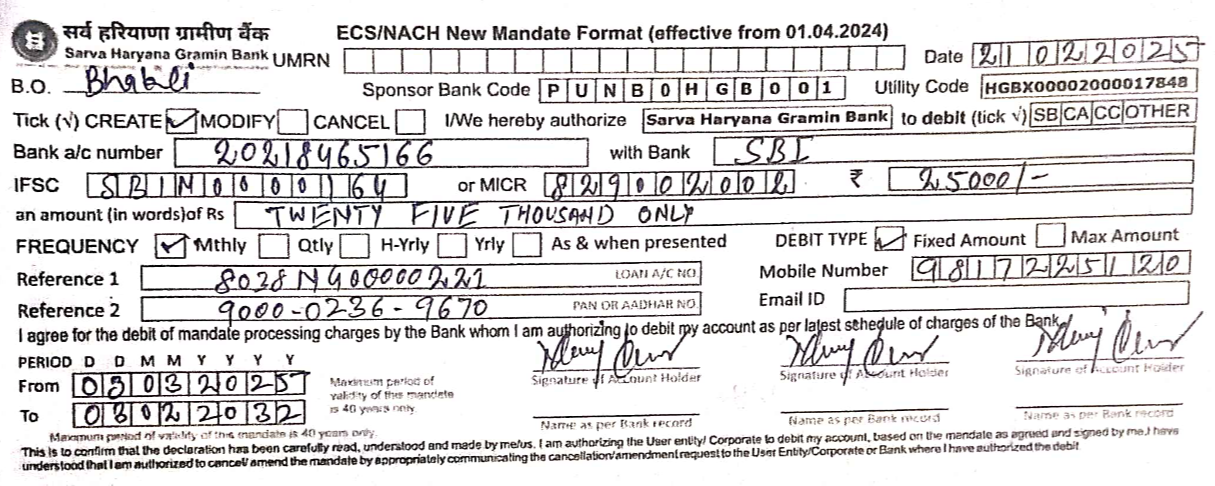 सर्व हरियाणा ग्रामीण बैंक ECS/NACH New Mandate Format (effective from 01.04.2024)
Sarva Haryana Gramin Bank UMRN Date 21022025
B.O. Bhabli Sponsor Bank Code PUNB0HGB001 Utility Code HGBX00002000017848
Tick (√) CREATE ✓ MODIFY CANCEL I/We hereby authorize Sarva Haryana Gramin Bank to debit (tick √) SB CA CC OTHER
Bank a/c number 20218465166 with Bank SBI
IFSC SBIN0000164 or MICR 829002002 ₹ 25000/-
an amount (in words)of Rs TWENTY FIVE THOUSAND ONLY
FREQUENCY ✓ Mthly Qtly H-Yrly Yrly As & when presented DEBIT TYPE ✓ Fixed Amount Max Amount
Reference 1 8038NG00000221 LOAN A/C NO. Mobile Number 9817225120
Reference 2 9000-0236-9670 PAN OR AADHAR NO. Email ID
I agree for the debit of mandate processing charges by the Bank whom I am authorizing to debit my account as per latest schedule of charges of the Bank
PERIOD D D M M Y Y Y Y
From 05032025 Maximum period of validity of this mandate is 40 years only. Signature of Account Holder Signature of Account Holder Signature of Account Holder
To 08022032 Name as per Bank record Name as per Bank record Name as per Bank record
Maximum period of validity of this mandate is 40 years only.
This is to confirm that the declaration has been carefully read, understood and made by me/us. I am authorizing the User entity/ Corporate to debit my account, based on the mandate as agreed and signed by me. I have
understood that I am authorized to cancel/ amend the mandate by appropriately communicating the cancellation/amendment request to the User Entity/Corporate or Bank where I have authorized the debit